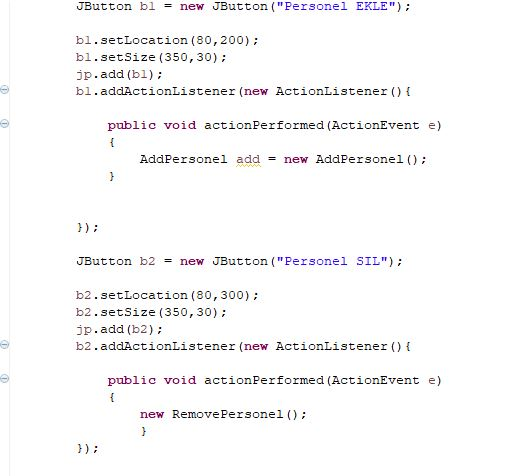 JButton b1 = new JButton("Personel EKLE");
b1.setLocation(80,200);
b1.setSize(350,30);
jp.add(b1);
b1.addActionListener(new ActionListener(){
public void actionPerformed(ActionEvent e)
{
AddPersonel add = new AddPersonel();
}
});
JButton b2 = new JButton("Personel SIL");
b2.setLocation(80,300);
b2.setSize(350,30);
jp.add(b2);
b2.addActionListener(new ActionListener(){
public void actionPerformed(ActionEvent e)
{
new RemovePersonel();
}
});